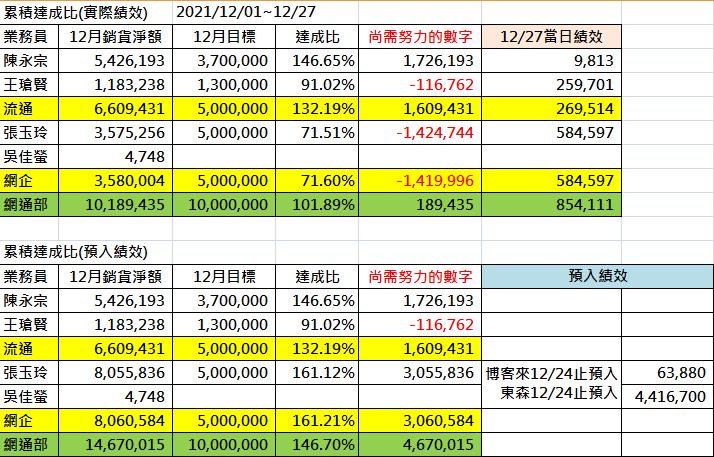 累積達成比(實際績效) 2021/12/01~12/27
業務員 12月銷貨淨額 12月目標 達成比 尚需努力的數字 12/27當日績效
陳永宗 5,426,193 3,700,000 146.65% 1,726,193 9,813
王瑲賢 1,183,238 1,300,000 91.02% -116,762 259,701
流通 6,609,431 5,000,000 132.19% 1,609,431 269,514
張玉玲 3,575,256 5,000,000 71.51% -1,424,744 584,597
吳佳螢 4,748
網企 3,580,004 5,000,000 71.60% -1,419,996 584,597
網通部 10,189,435 10,000,000 101.89% 189,435 854,111
累積達成比(預入績效)
業務員 12月銷貨淨額 12月目標 達成比 尚需努力的數字 預入績效
陳永宗 5,426,193 3,700,000 146.65% 1,726,193
王瑲賢 1,183,238 1,300,000 91.02% -116,762
流通 6,609,431 5,000,000 132.19% 1,609,431
張玉玲 8,055,836 5,000,000 161.12% 3,055,836 博客來12/24止預入 63,880
吳佳螢 4,748 東森12/24止預入 4,416,700
網企 8,060,584 5,000,000 161.21% 3,060,584
網通部 14,670,015 10,000,000 146.70% 4,670,015